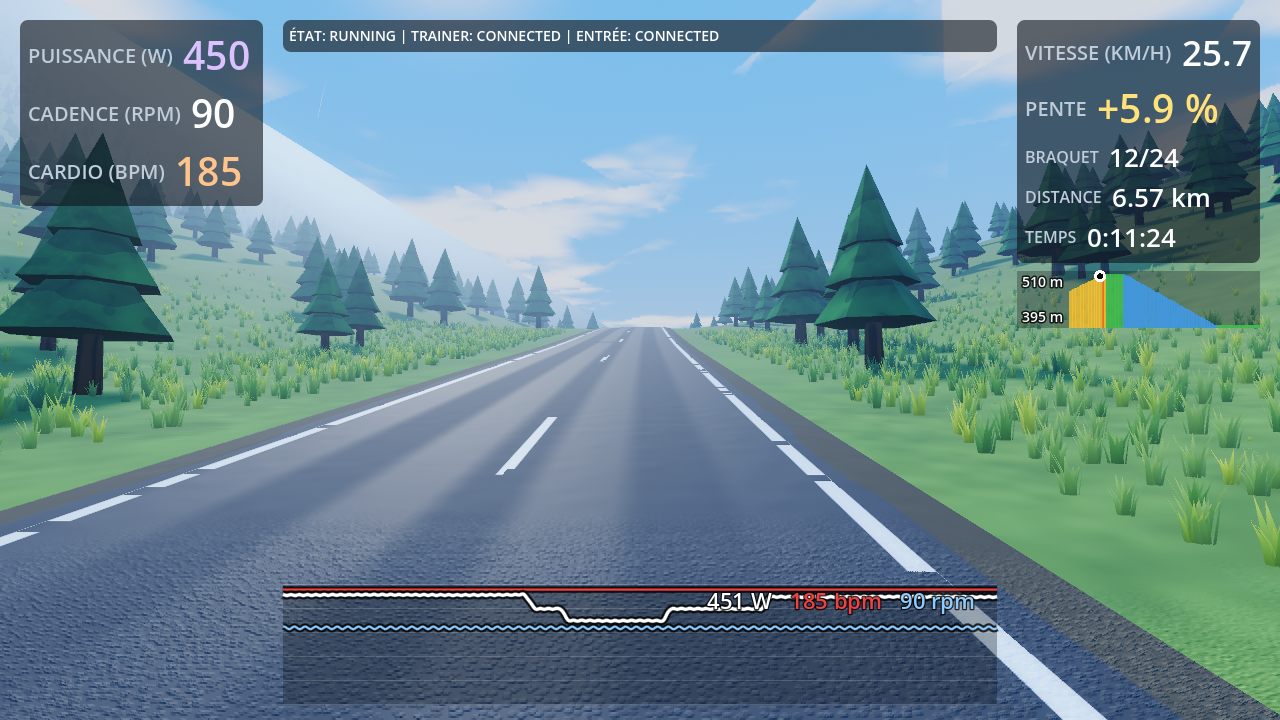 PUISSANCE (W) 450
CADENCE (RPM) 90
CARDIO (BPM) 185
ÉTAT: RUNNING | TRAINER: CONNECTED | ENTRÉE: CONNECTED
VITESSE (KM/H) 25.7
PENTE +5.9 %
BRAQUET 12/24
DISTANCE 6.57 km
TEMPS 0:11:24
510 m
395 m
451 W 185 bpm 90 rpm